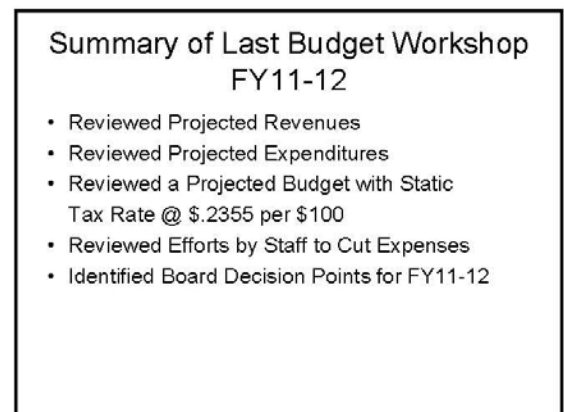 Summary of Last Budget Workshop
FY11-12
• Reviewed Projected Revenues
• Reviewed Projected Expenditures
• Reviewed a Projected Budget with Static
Tax Rate @ $.2355 per $100
• Reviewed Efforts by Staff to Cut Expenses
• Identified Board Decision Points for FY11-12